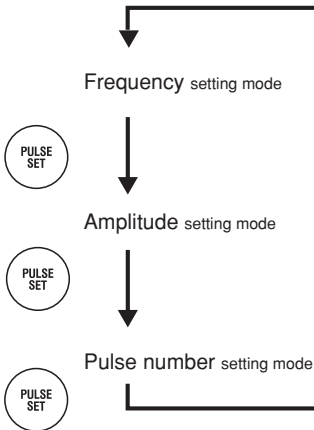 Frequency setting mode
PULSE
SET
Amplitude setting mode
PULSE
SET
Pulse number setting mode
PULSE
SET